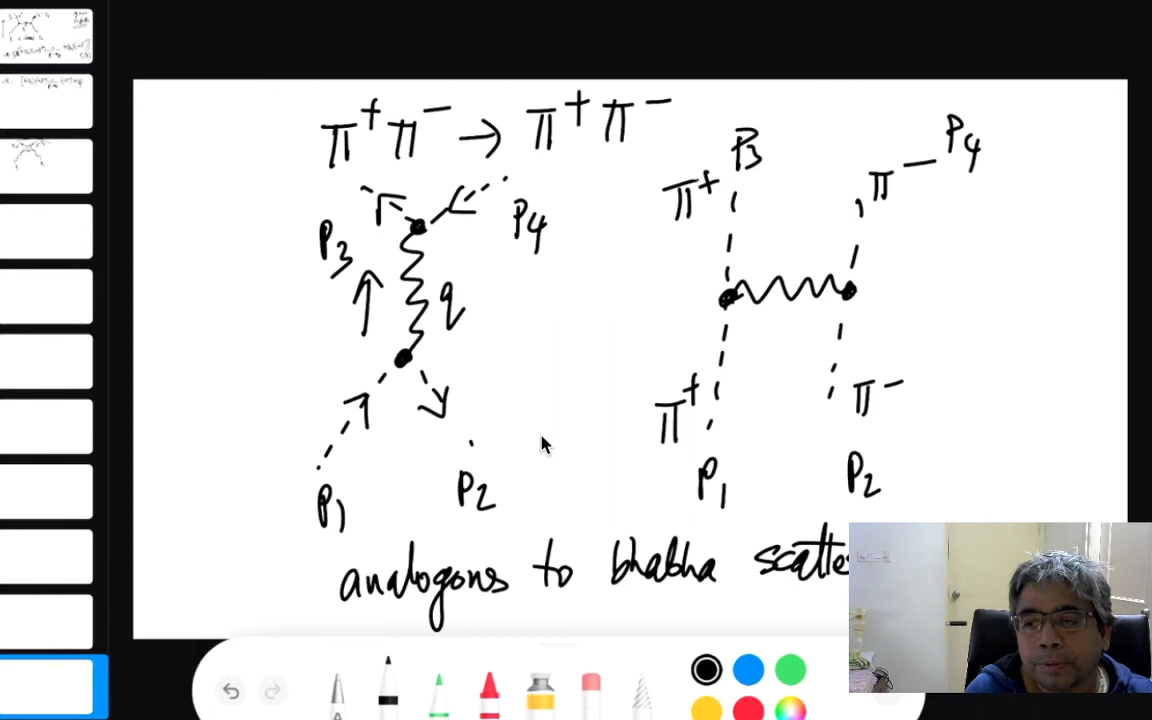 π⁺π⁻ → π⁺π⁻
P₃
P₄
q
P₁
P₂
P₃
π⁺
π⁻
P₄
π⁺
π⁻
P₁
P₂
analogous to bhabha scatte